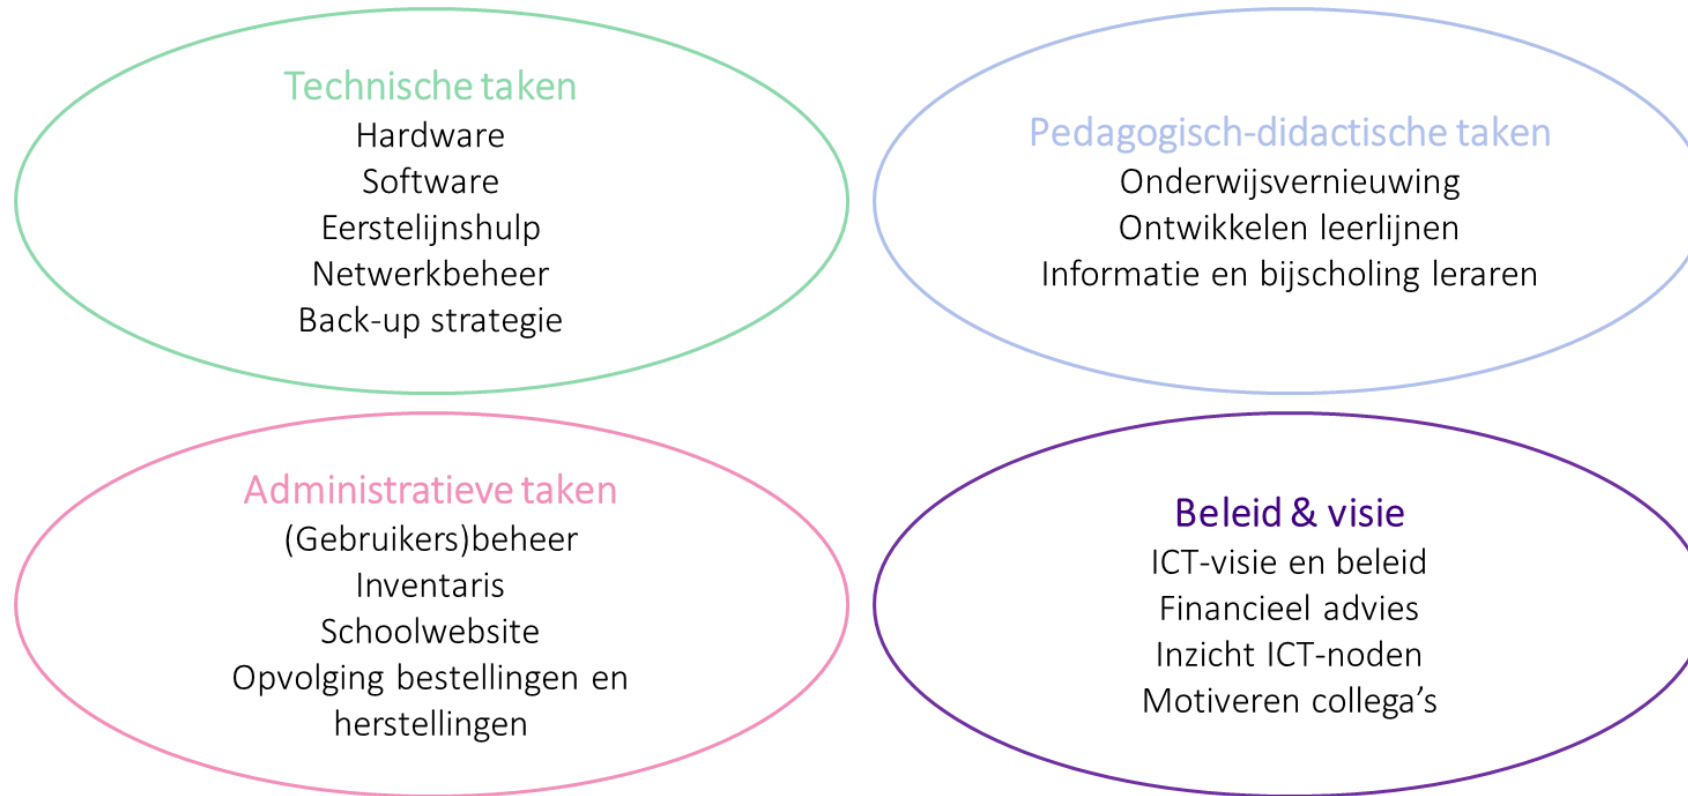 Technische taken
Hardware
Software
Eerstelijnshulp
Netwerkbeheer
Back-up strategie
Pedagogisch-didactische taken
Onderwijsvernieuwing
Ontwikkelen leerlijnen
Informatie en bijscholing leraren
Administratieve taken
(Gebruikers)beheer
Inventaris
Schoolwebsite
Opvolging bestellingen en
herstellingen
Beleid & visie
ICT-visie en beleid
Financieel advies
Inzicht ICT-noden
Motiveren collega’s